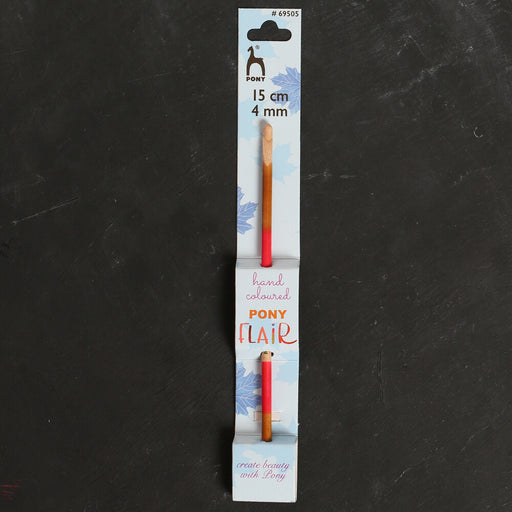 # 69505
®
PONY
15 cm
4 mm
hand
coloured
PONY
FLAIR
create beauty
with Pony